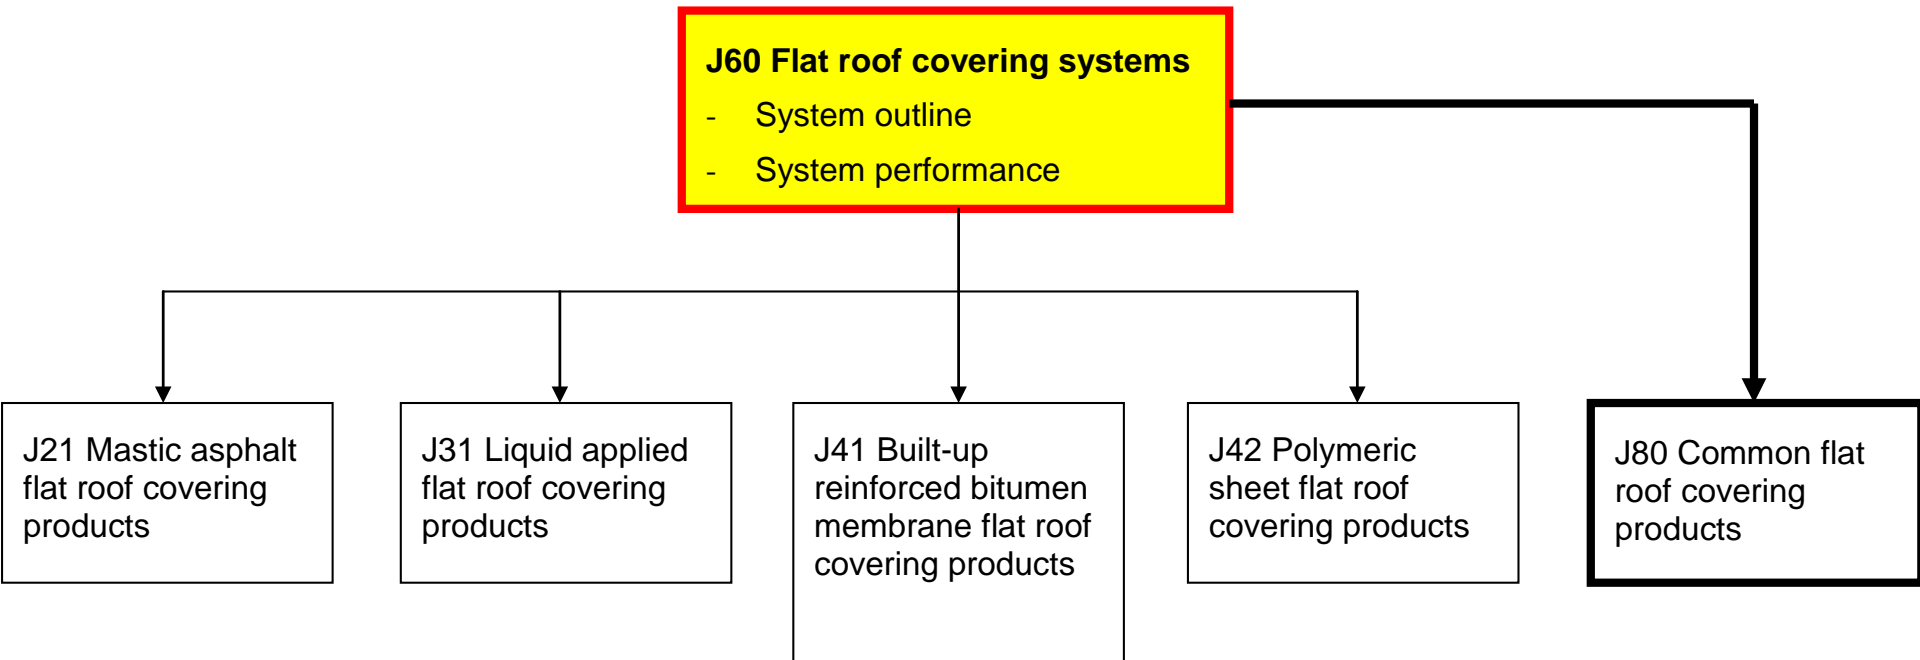 J60 Flat roof covering systems
- System outline
- System performance
J21 Mastic asphalt
flat roof covering
products
J31 Liquid applied
flat roof covering
products
J41 Built-up
reinforced bitumen
membrane flat roof
covering products
J42 Polymeric
sheet flat roof
covering products
J80 Common flat
roof covering
products